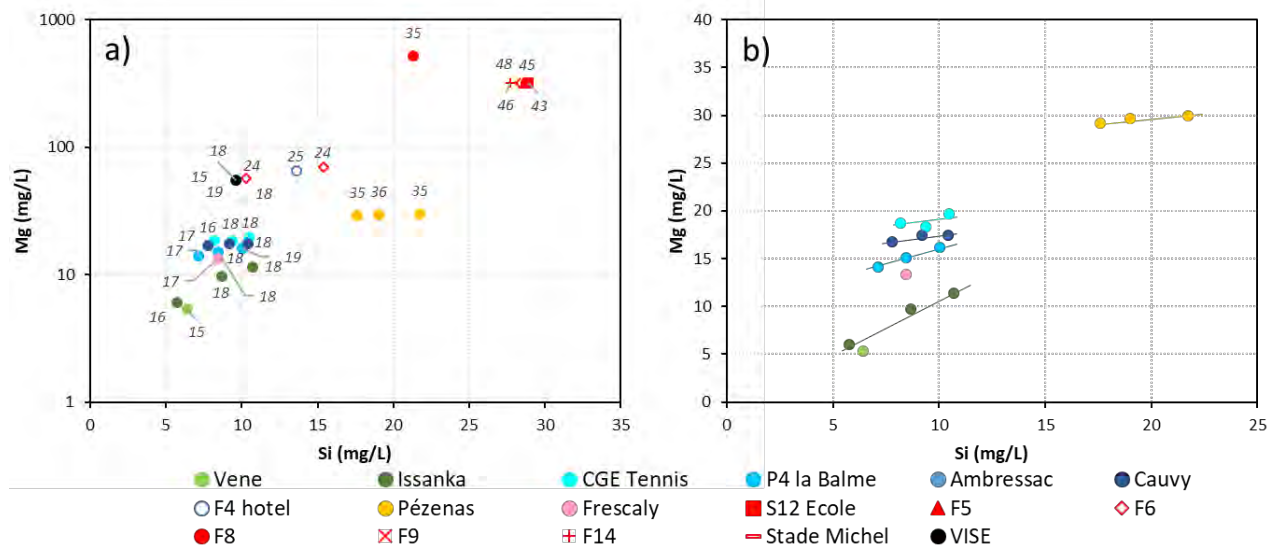 a)
1000
100
10
1
Mg (mg/L)
35
48 45
46 43
18
24
25
24
15
19
18
35 36 35
17 16 18 18
17
18
18 19
17
18
18
18
16
15
0 5 10 15 20 25 30 35
Si (mg/L)
b)
40
35
30
25
20
15
10
5
0
Mg (mg/L)
0 5 10 15 20 25
Si (mg/L)
Vene Issanka CGE Tennis P4 la Balme Ambressac Cauvy
F4 hotel Pézenas Frescaly S12 Ecole F5 F6
F8 F9 F14 Stade Michel VISE